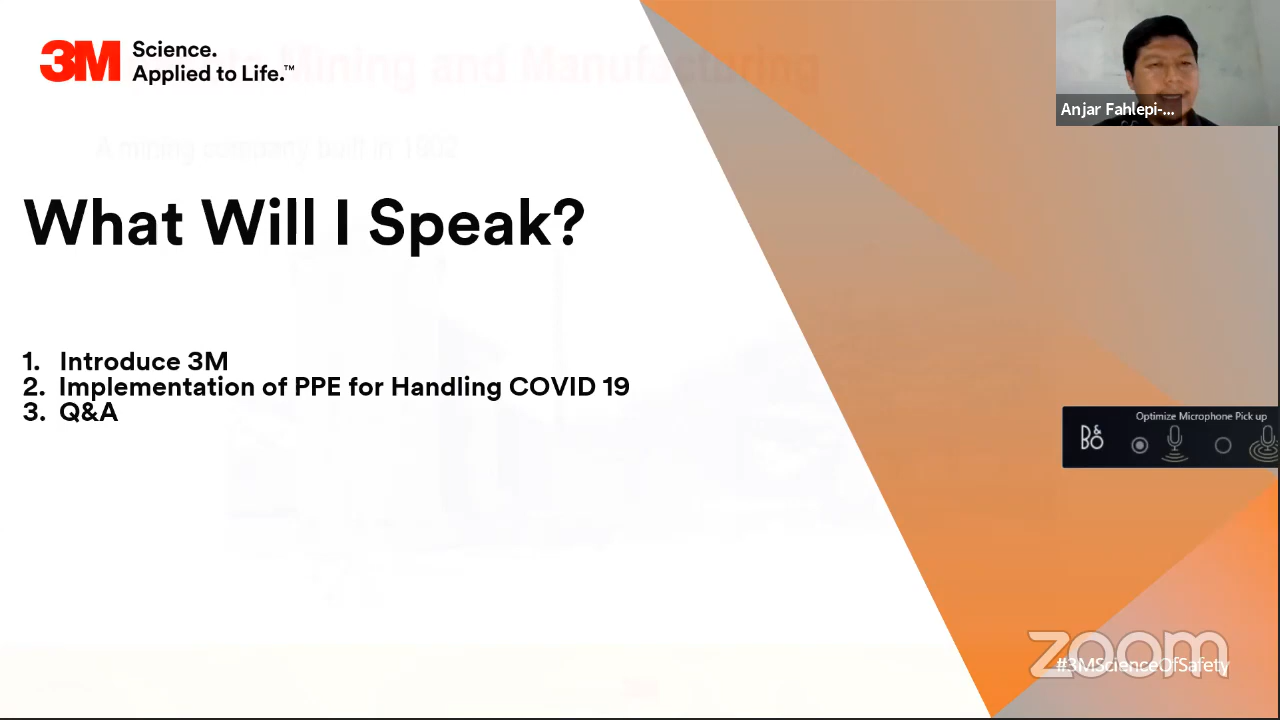 3M Science.
Applied to Life.™
Mining and Manufacturing
A mining company built in 1902
Anjar Fahlepi-...
What Will I Speak?
1. Introduce 3M
2. Implementation of PPE for Handling COVID 19
3. Q&A
Optimize Microphone Pick up
B&O
zoom
#3MScienceOfSafety